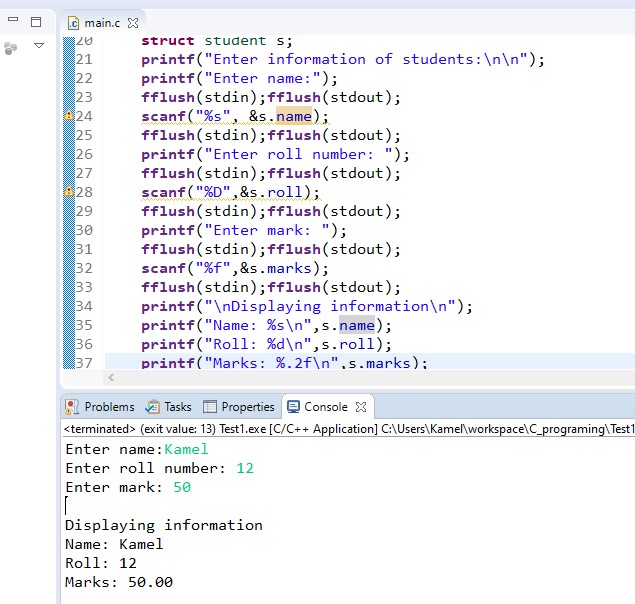 main.c
20 struct student s;
21 printf("Enter information of students:\n\n");
22 printf("Enter name:");
23 fflush(stdin);fflush(stdout);
24 scanf("%s", &s.name);
25 fflush(stdin);fflush(stdout);
26 printf("Enter roll number: ");
27 fflush(stdin);fflush(stdout);
28 scanf("%D",&s.roll);
29 fflush(stdin);fflush(stdout);
30 printf("Enter mark: ");
31 fflush(stdin);fflush(stdout);
32 scanf("%f",&s.marks);
33 fflush(stdin);fflush(stdout);
34 printf("\nDisplaying information\n");
35 printf("Name: %s\n",s.name);
36 printf("Roll: %d\n",s.roll);
37 printf("Marks: %.2f\n",s.marks);
Problems Tasks Properties Console
<terminated> (exit value: 13) Test1.exe [C/C++ Application] C:\Users\Kamel\workspace\C_programing\Test1
Enter name:Kamel
Enter roll number: 12
Enter mark: 50
Displaying information
Name: Kamel
Roll: 12
Marks: 50.00